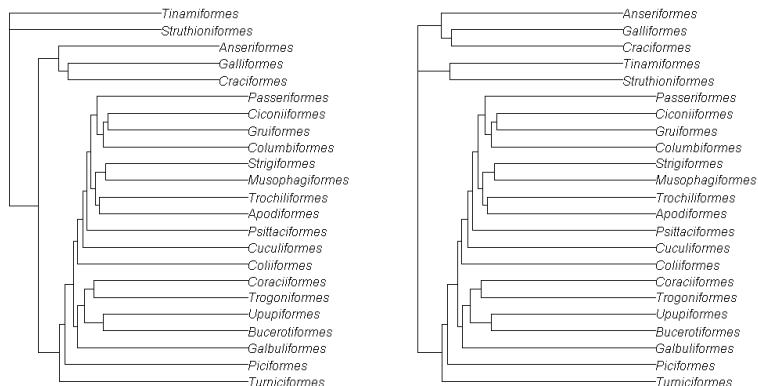 Tinamiformes
Struthioniformes
Anseriformes
Galliformes
Craciformes
Passeriformes
Ciconiiformes
Gruiformes
Columbiformes
Strigiformes
Musophagiformes
Trochiliformes
Apodiformes
Psittaciformes
Cuculiformes
Coliiformes
Coraciiformes
Trogoniformes
Upupiformes
Bucerotiformes
Galbuliformes
Piciformes
Turniciformes
Anseriformes
Galliformes
Craciformes
Tinamiformes
Struthioniformes
Passeriformes
Ciconiiformes
Gruiformes
Columbiformes
Strigiformes
Musophagiformes
Trochiliformes
Apodiformes
Psittaciformes
Cuculiformes
Coliiformes
Coraciiformes
Trogoniformes
Upupiformes
Bucerotiformes
Galbuliformes
Piciformes
Turniciformes